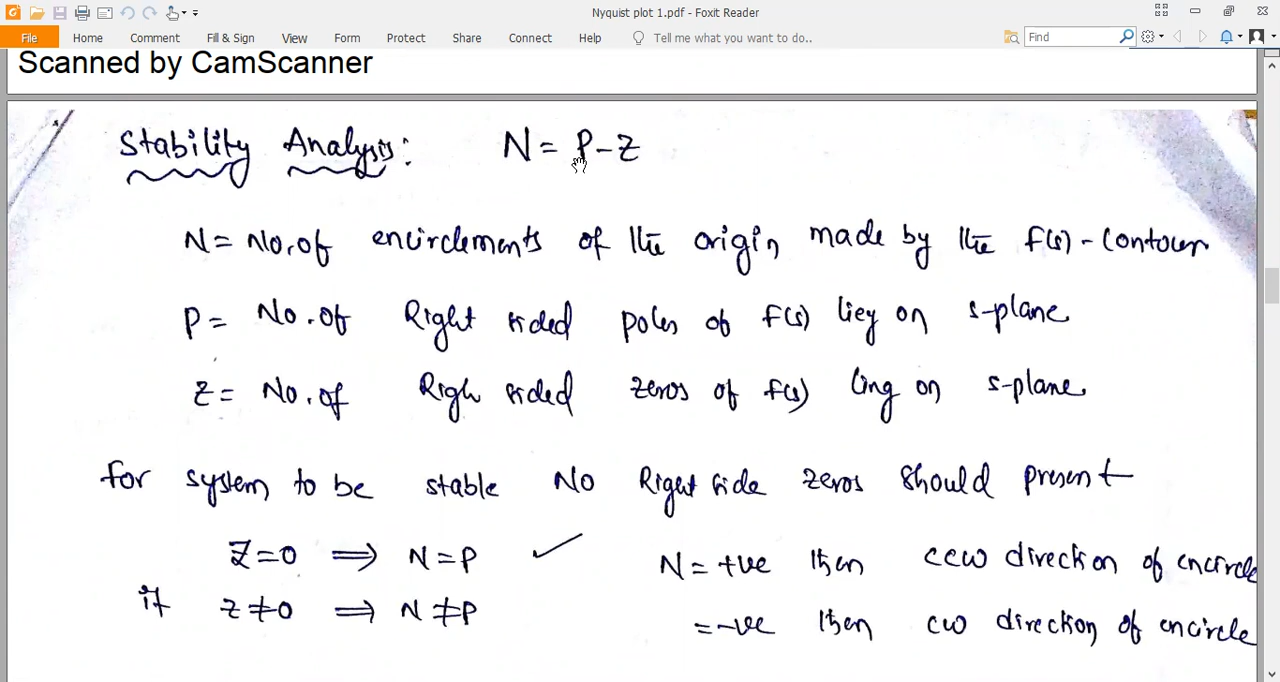 Nyquist plot 1.pdf - Foxit Reader
File Home Comment Fill & Sign View Form Protect Share Connect Help Tell me what you want to do.. Find
Scanned by CamScanner
Stability Analysis: N = P - Z
N = No. of encirclements of the origin made by the f(s) - Contour
P = No. of Right sided poles of f(s) liey on s-plane
Z = No. of Righ sided zeros of f(s) ling on s-plane
for system to be stable No Right side zeros should present
Z=0 ⟹ N=P ✓ N = +ve then ccw direction of encircle
if Z≠0 ⟹ N≠P = -ve then cw direction of encircle